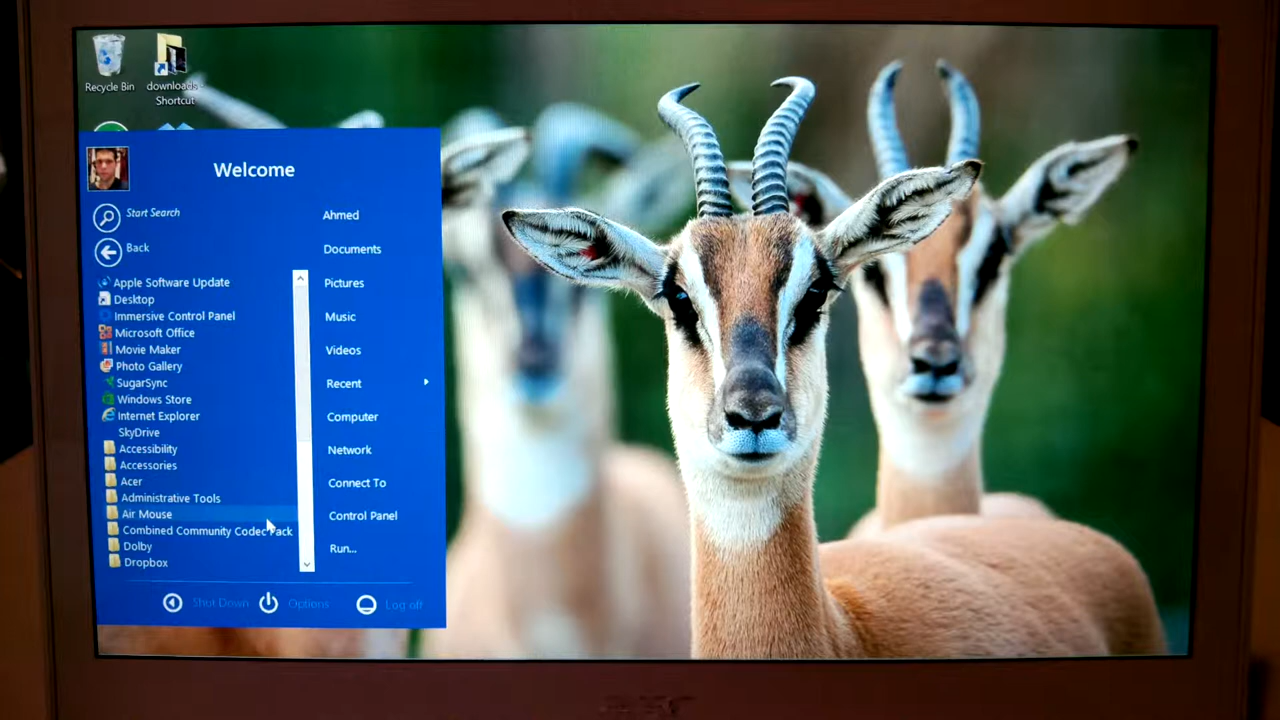 Recycle Bin
downloads
Shortcut
Welcome
Start Search
Back
Apple Software Update
Desktop
Immersive Control Panel
Microsoft Office
Movie Maker
Photo Gallery
SugarSync
Windows Store
Internet Explorer
SkyDrive
Accessibility
Accessories
Acer
Administrative Tools
Air Mouse
Combined Community Codec Pack
Dolby
Dropbox
Ahmed
Documents
Pictures
Music
Videos
Recent
Computer
Network
Connect To
Control Panel
Run...
Shut Down
Options
Log off